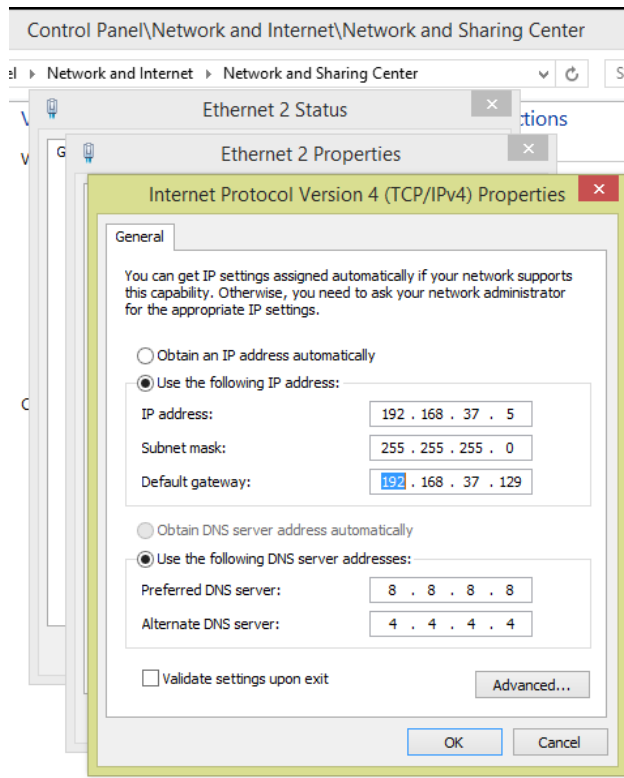 Control Panel\Network and Internet\Network and Sharing Center
Network and Internet Network and Sharing Center
Ethernet 2 Status
Ethernet 2 Properties
Internet Protocol Version 4 (TCP/IPv4) Properties
General
You can get IP settings assigned automatically if your network supports
this capability. Otherwise, you need to ask your network administrator
for the appropriate IP settings.
Obtain an IP address automatically
Use the following IP address:
IP address: 192 . 168 . 37 . 5
Subnet mask: 255 . 255 . 255 . 0
Default gateway: 192 . 168 . 37 . 129
Obtain DNS server address automatically
Use the following DNS server addresses:
Preferred DNS server: 8 . 8 . 8 . 8
Alternate DNS server: 4 . 4 . 4 . 4
Validate settings upon exit
Advanced...
OK Cancel